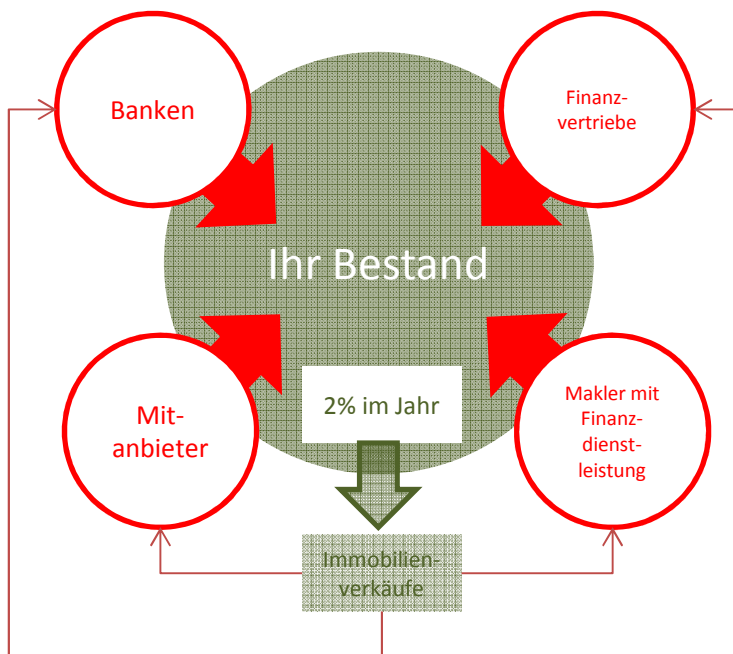 Banken
Finanz-
vertriebe
Ihr Bestand
2% im Jahr
Mit-
anbieter
Makler mit
Finanz-
dienst-
leistung
Immobilien-
verkäufe